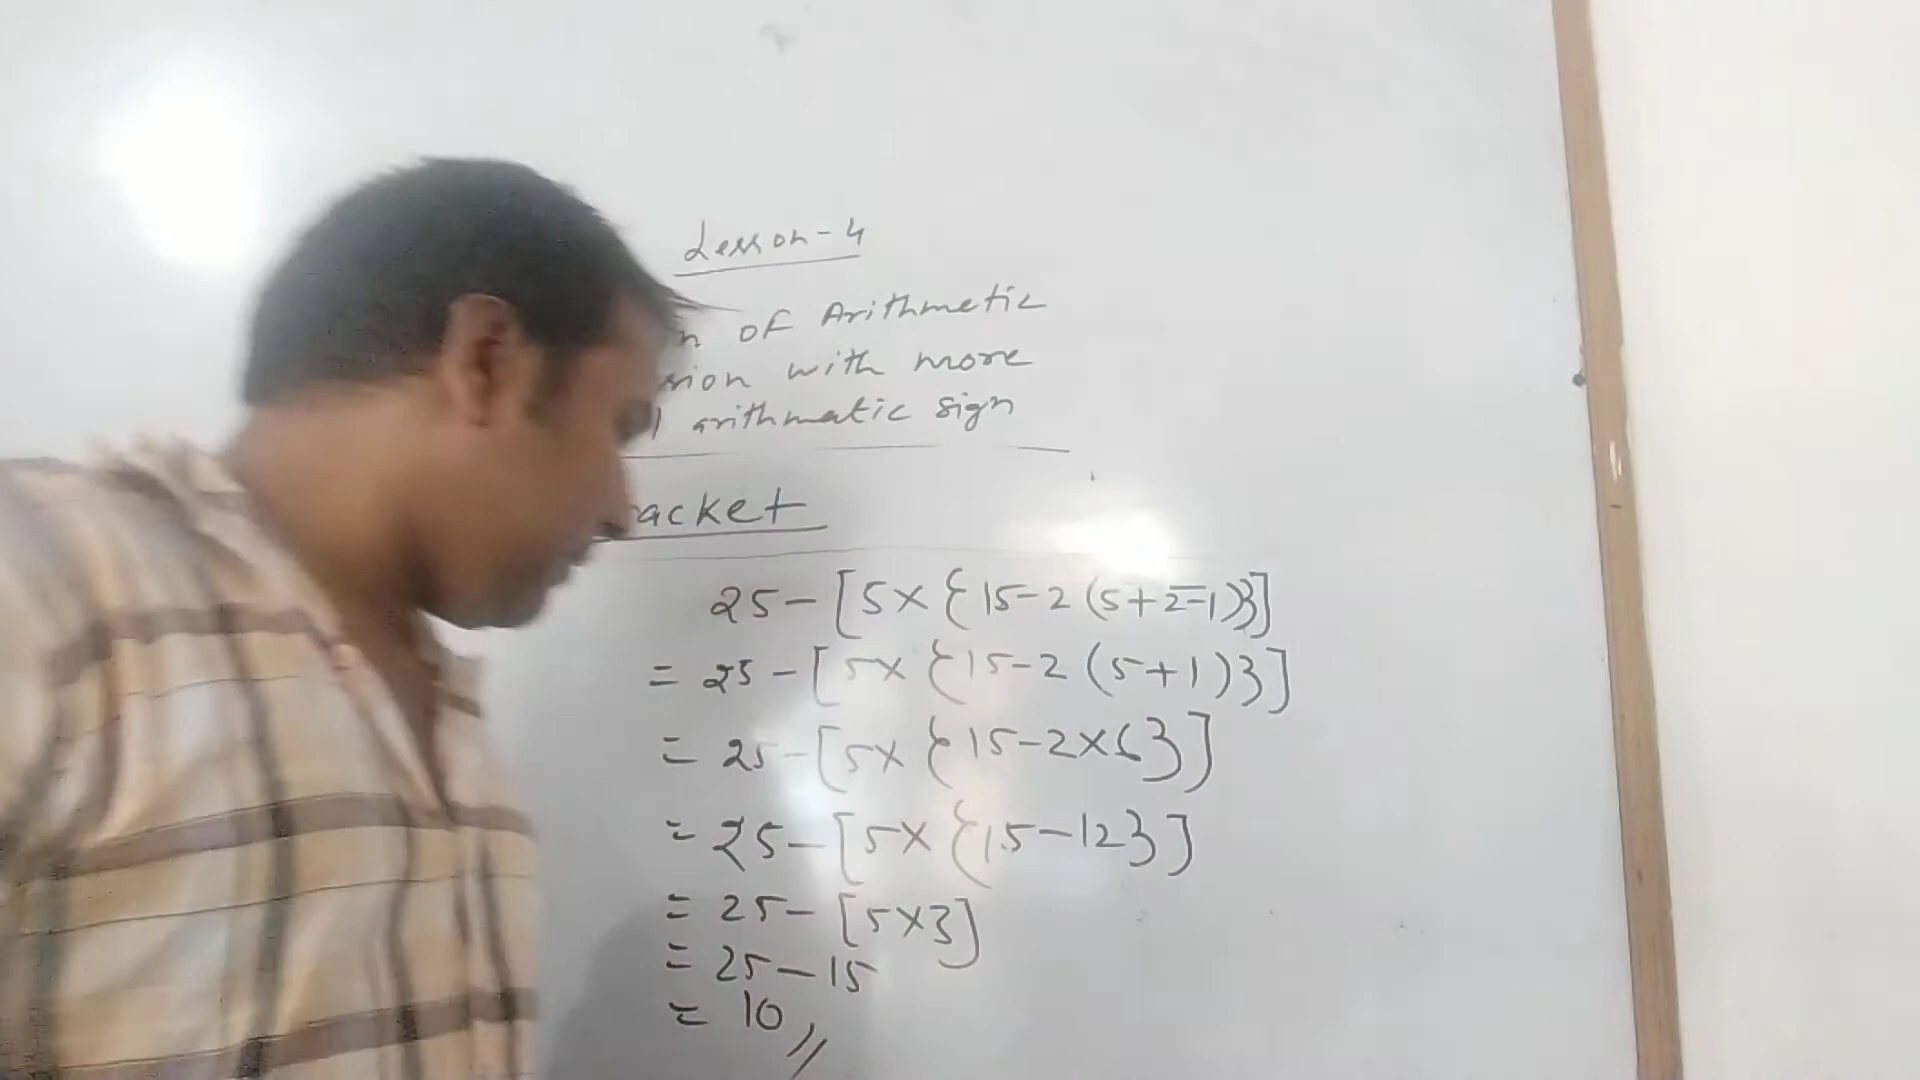 Lesson-4
of Arithmetic
with more
arithmatic sign
acket
25-[5×{15-2(5+2̅-̅1̅)}]
= 25-[5×{15-2(5+1)}]
= 25-[5×{15-2×6}]
= 25-[5×{15-12}]
= 25-[5×3]
= 25-15
= 10 //